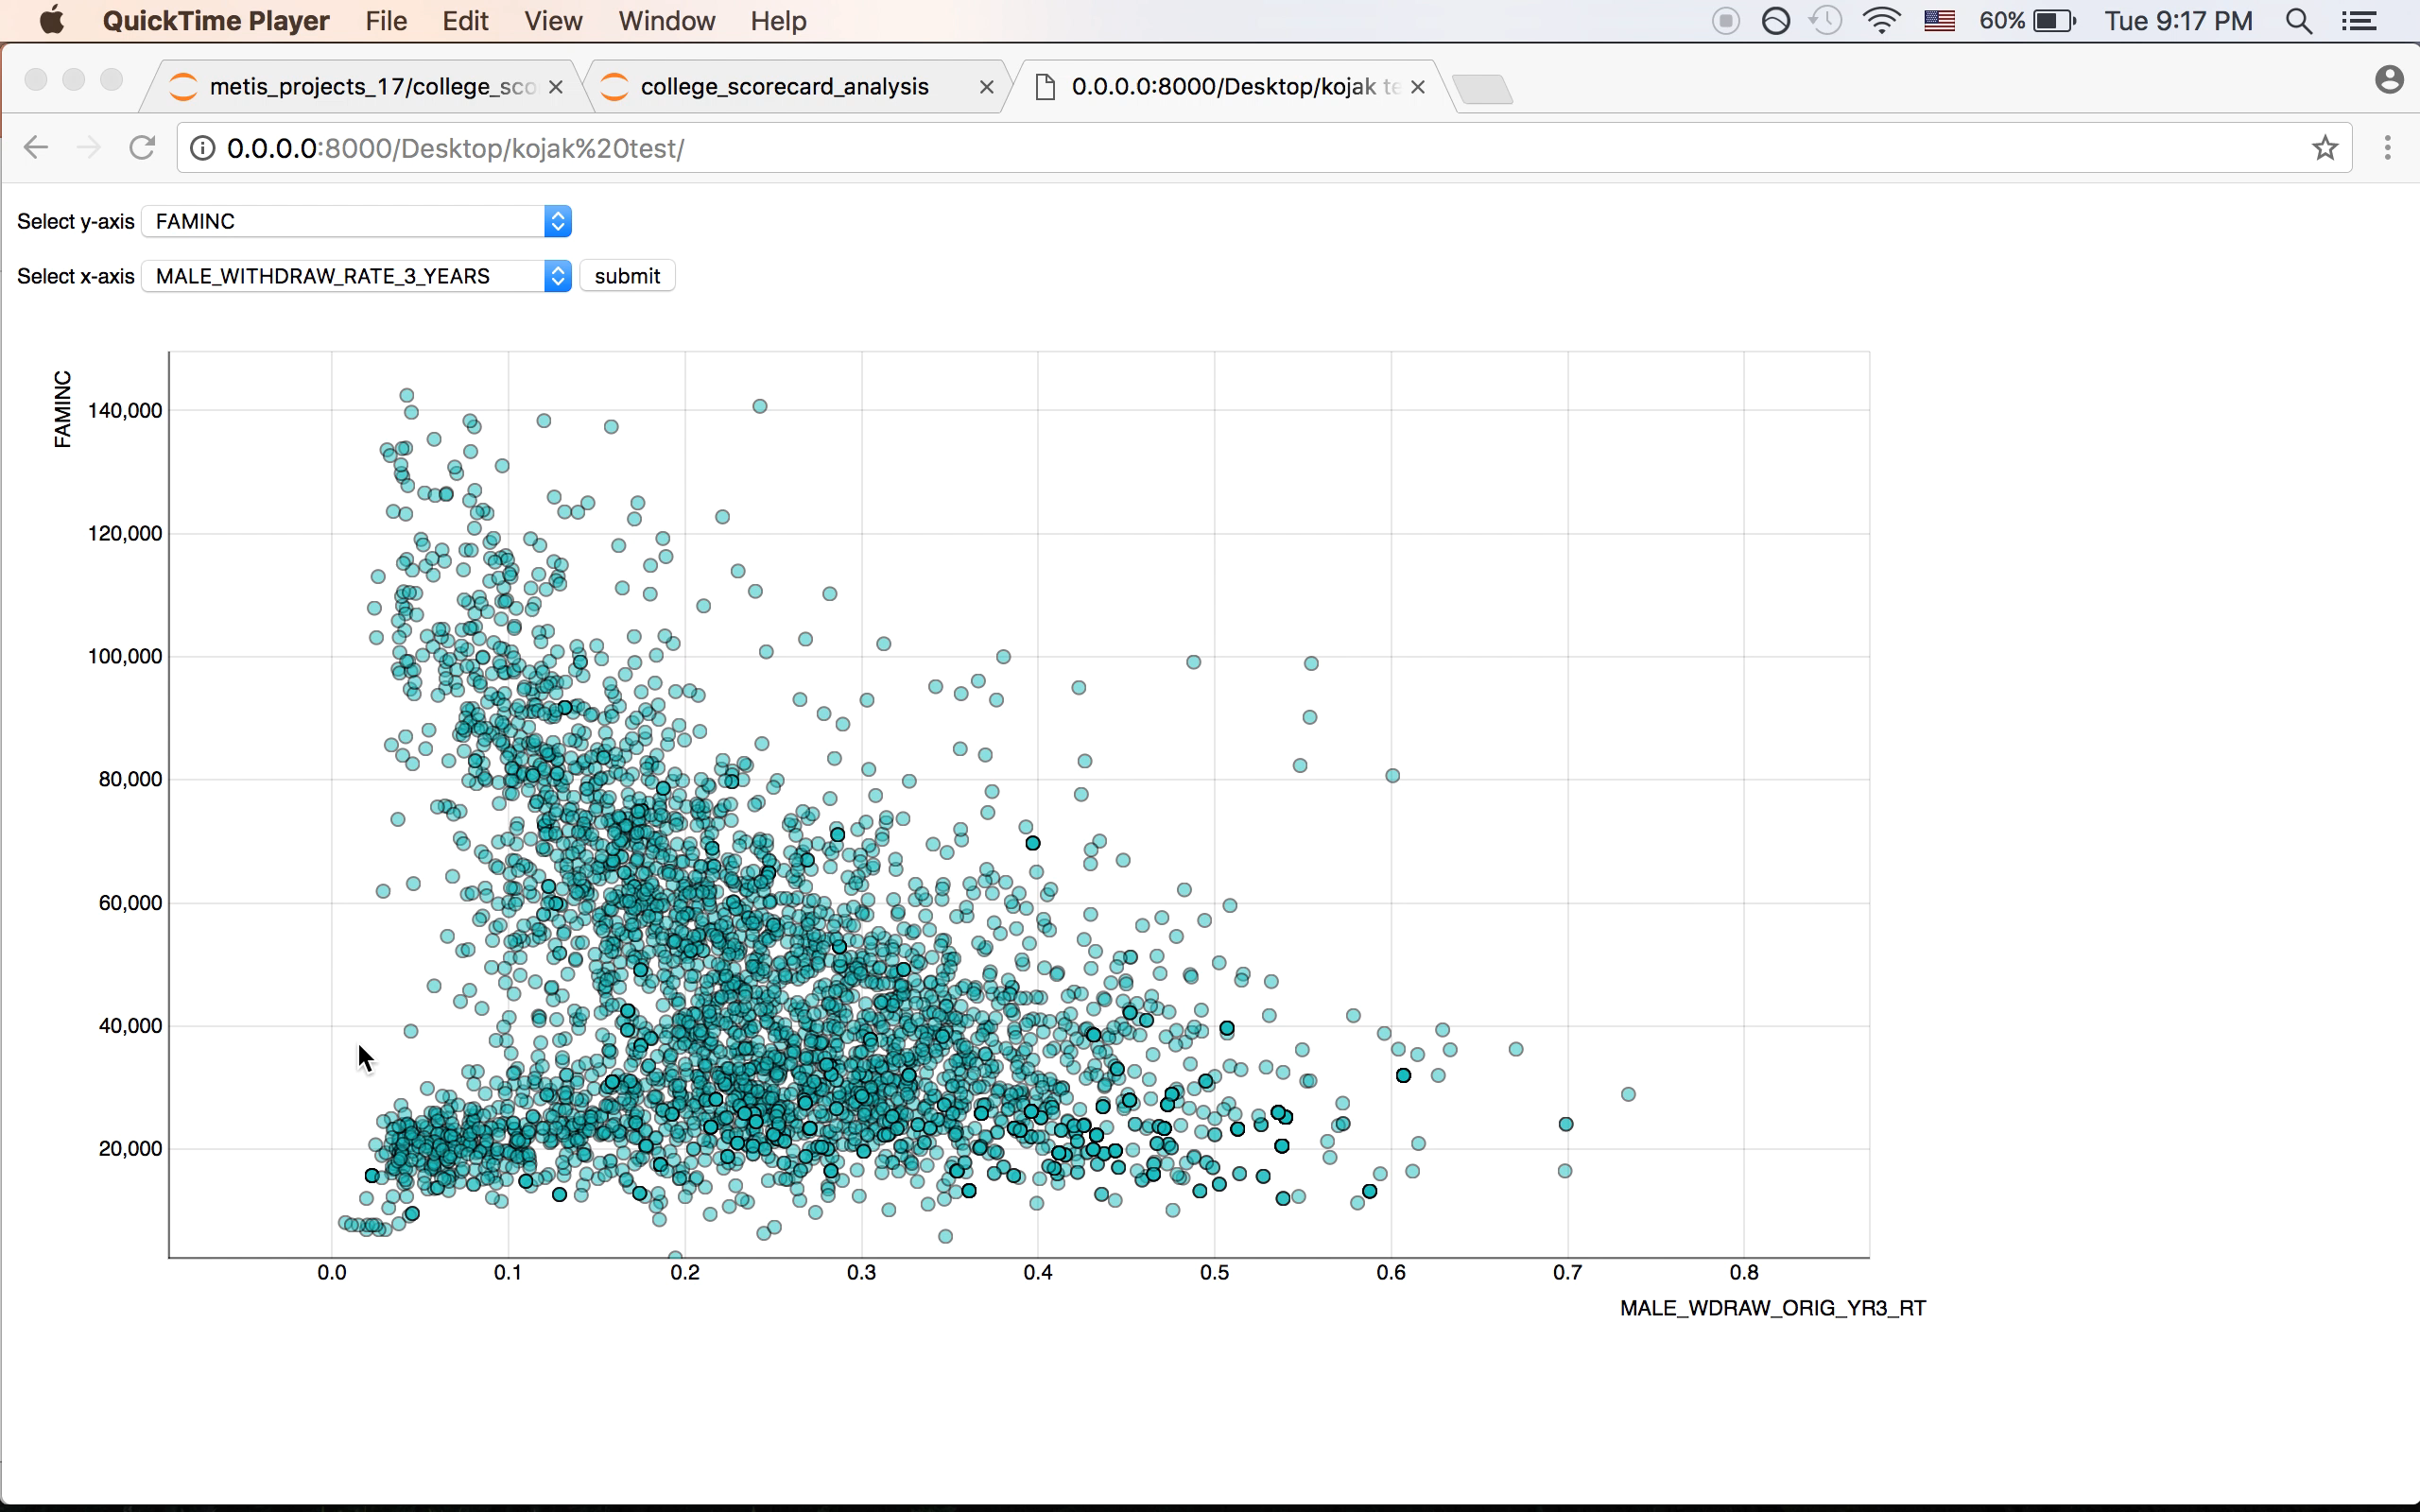 QuickTime Player File Edit View Window Help 60% Tue 9:17 PM
metis_projects_17/college_sco college_scorecard_analysis 0.0.0.0:8000/Desktop/kojak te
0.0.0.0:8000/Desktop/kojak%20test/
Select y-axis FAMINC
Select x-axis MALE_WITHDRAW_RATE_3_YEARS submit
FAMINC
140,000
120,000
100,000
80,000
60,000
40,000
20,000
0.0 0.1 0.2 0.3 0.4 0.5 0.6 0.7 0.8
MALE_WDRAW_ORIG_YR3_RT